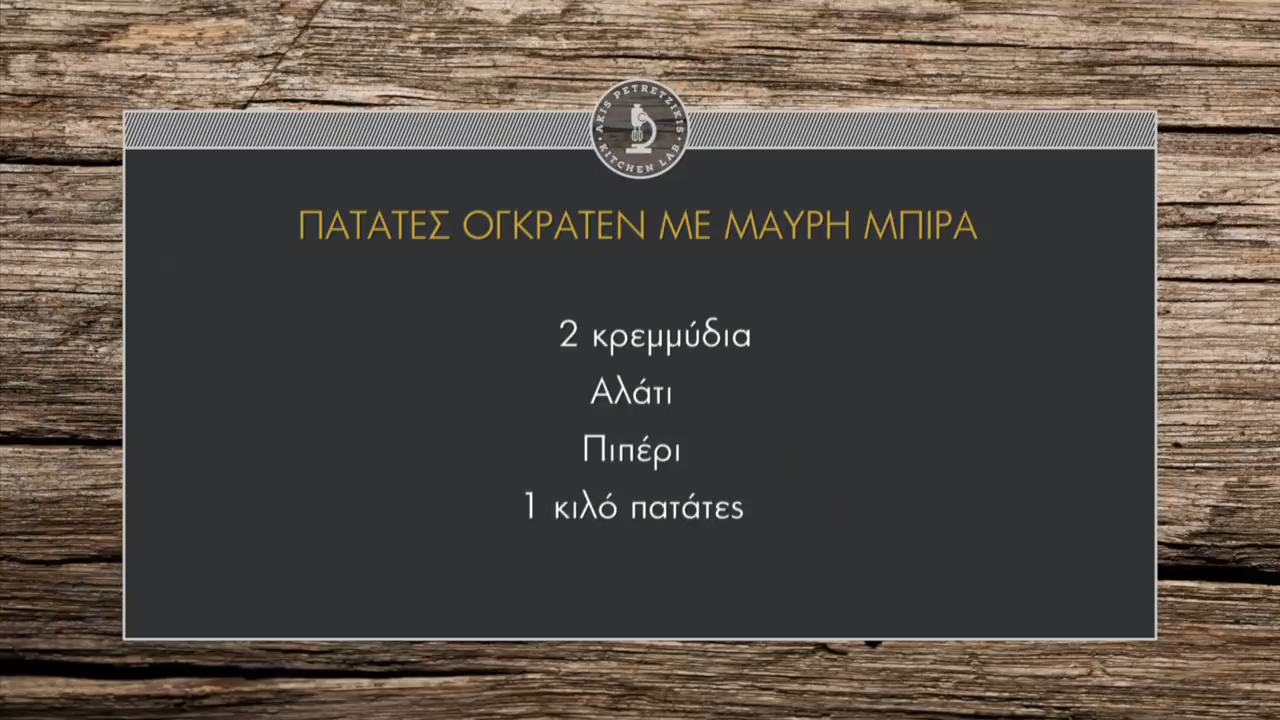 AKIS PETRETZIKIS
KITCHEN LAB
ΠΑΤΑΤΕΣ ΟΓΚΡΑΤΕΝ ΜΕ ΜΑΥΡΗ ΜΠΙΡΑ
2 κρεμμύδια
Αλάτι
Πιπέρι
1 κιλό πατάτες